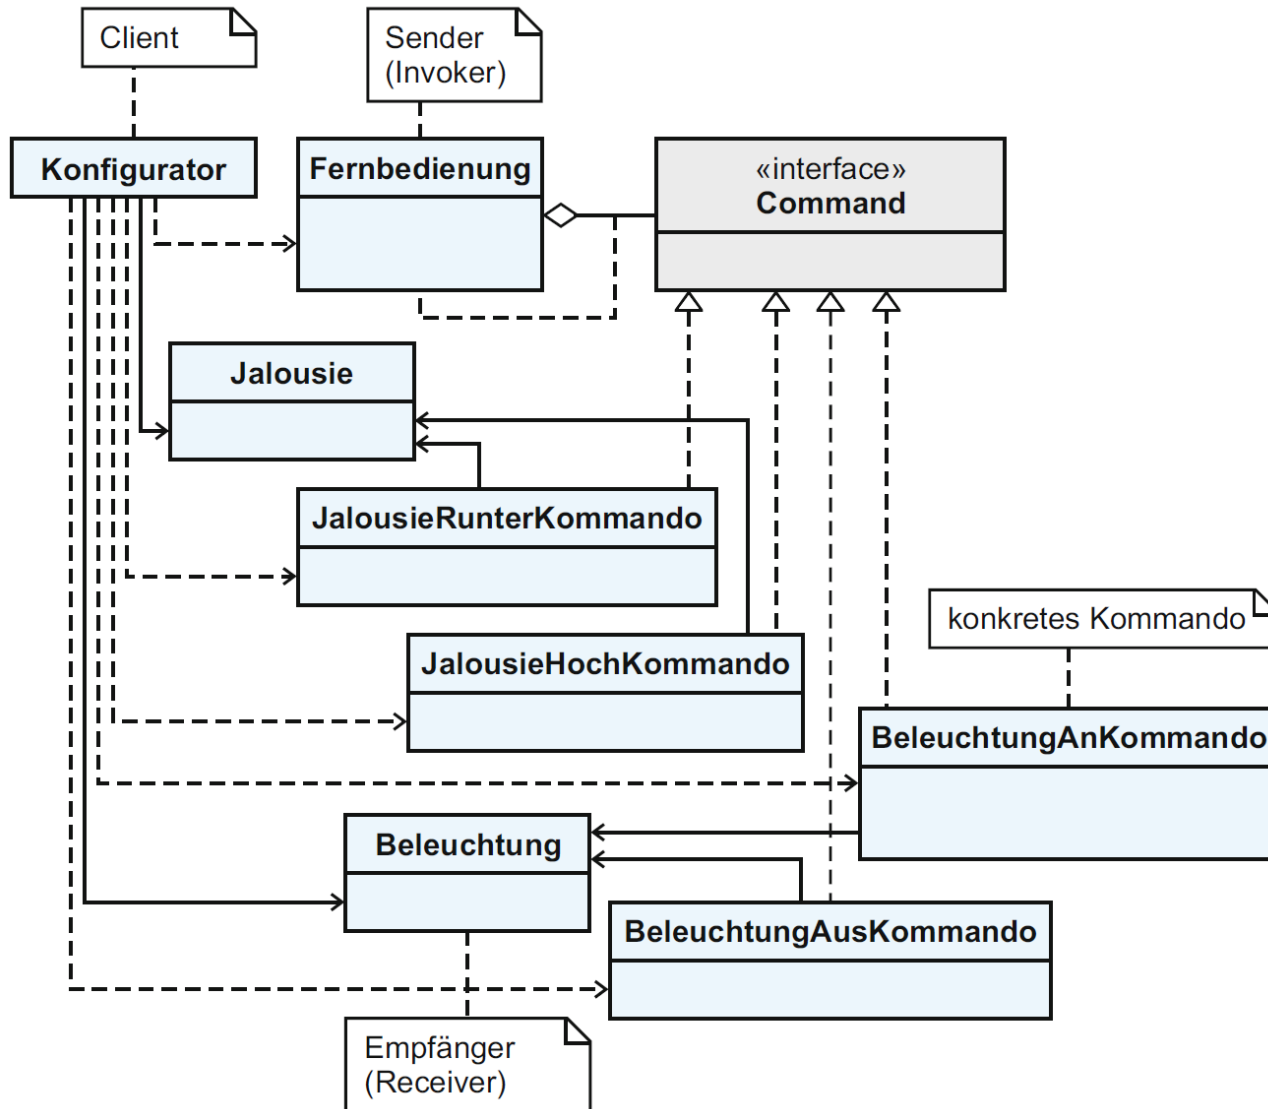 Client
Sender
(Invoker)
Konfigurator
Fernbedienung
«interface»
Command
Jalousie
JalousieRunterKommando
konkretes Kommando
JalousieHochKommando
BeleuchtungAnKommando
Beleuchtung
BeleuchtungAusKommando
Empfänger
(Receiver)